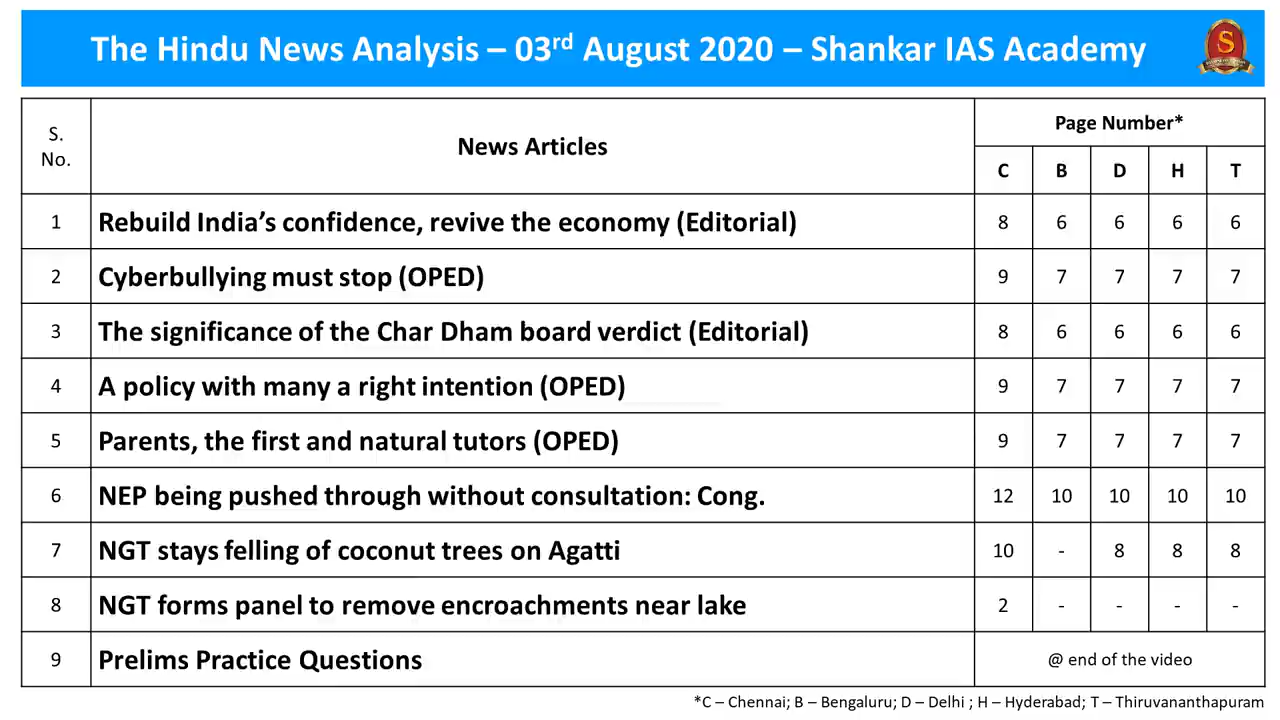 The Hindu News Analysis – 03rd August 2020 – Shankar IAS Academy
S
S. No. News Articles Page Number*
C B D H T
1 Rebuild India's confidence, revive the economy (Editorial) 8 6 6 6 6
2 Cyberbullying must stop (OPED) 9 7 7 7 7
3 The significance of the Char Dham board verdict (Editorial) 8 6 6 6 6
4 A policy with many a right intention (OPED) 9 7 7 7 7
5 Parents, the first and natural tutors (OPED) 9 7 7 7 7
6 NEP being pushed through without consultation: Cong. 12 10 10 10 10
7 NGT stays felling of coconut trees on Agatti 10 - 8 8 8
8 NGT forms panel to remove encroachments near lake 2 - - - -
9 Prelims Practice Questions @ end of the video
*C – Chennai; B – Bengaluru; D – Delhi ; H – Hyderabad; T – Thiruvananthapuram